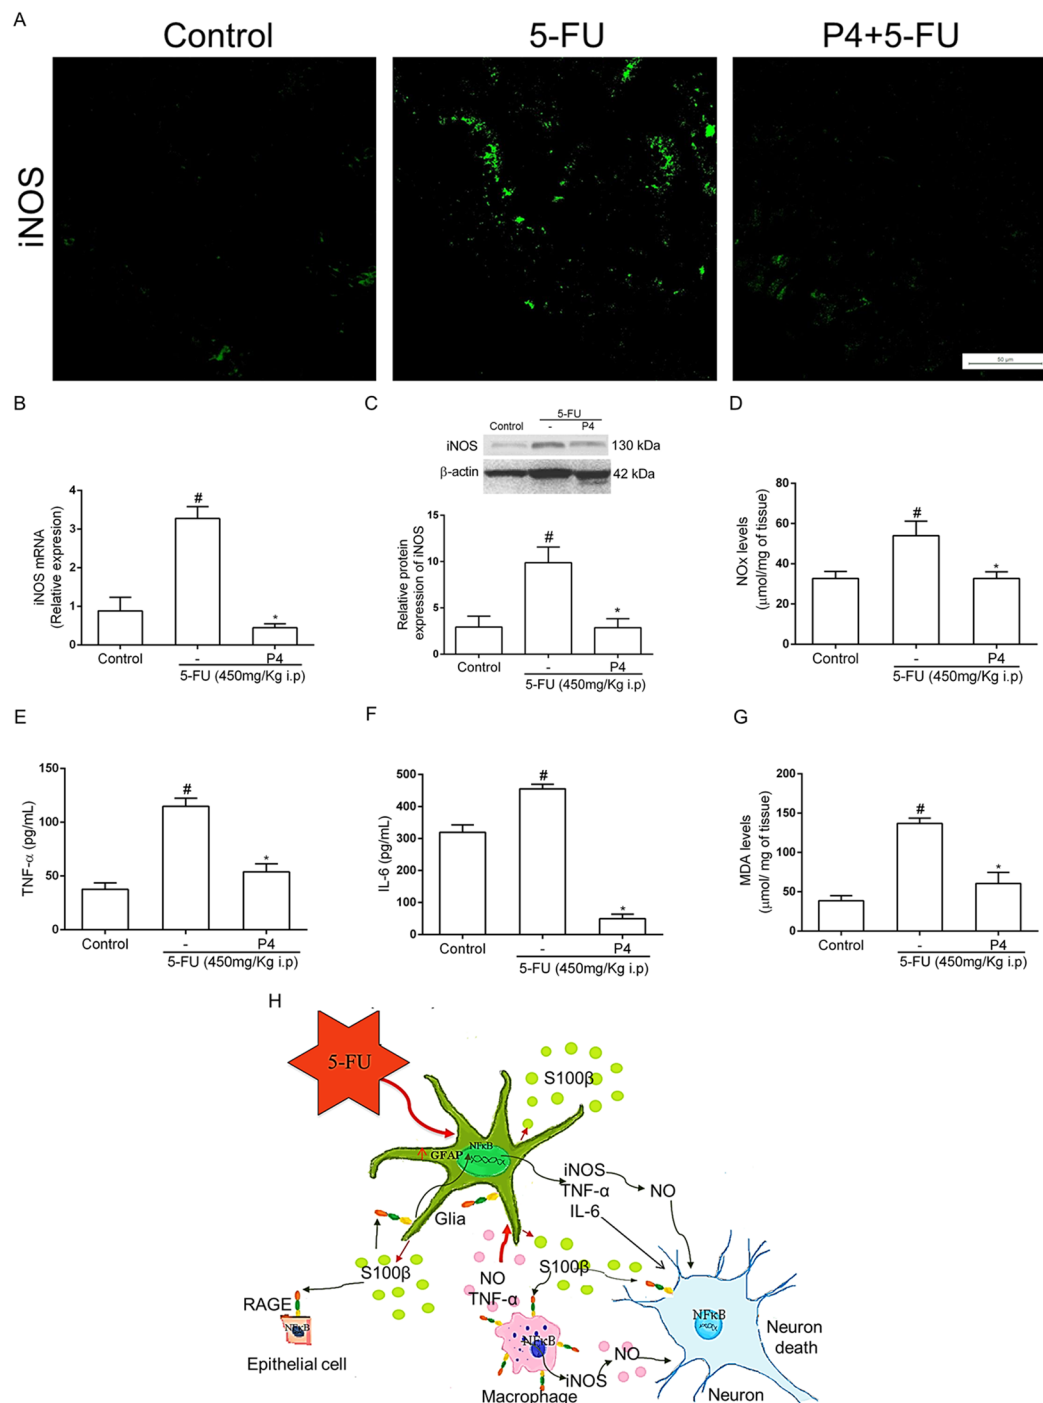 A
Control 5-FU P4+5-FU
iNOS
50 µm
B
iNOS mRNA
(Relative expresion)
4
3
2
1
0
#
*
Control - P4
5-FU (450mg/Kg i.p)
C
5-FU
Control - P4
iNOS 130 kDa
β-actin 42 kDa
Relative protein
expression of iNOS
15
10
5
0
#
*
Control - P4
5-FU (450mg/Kg i.p)
D
NOx levels
(µmol/mg of tissue)
80
60
40
20
0
#
*
Control - P4
5-FU (450mg/Kg i.p)
E
TNF-α (pg/mL)
150
100
50
0
#
*
Control - P4
5-FU (450mg/Kg i.p)
F
IL-6 (pg/mL)
500
400
300
200
100
0
#
*
Control - P4
5-FU (450mg/Kg i.p)
G
MDA levels
(µmol/ mg of tissue)
200
150
100
50
0
#
*
Control - P4
5-FU (450mg/Kg i.p)
H
5-FU
S100β
NFκB
GFAP
iNOS
TNF-α
IL-6
NO
Glia
S100β
NO
TNF-α
S100β
RAGE
NFκB
Epithelial cell
NFκB
iNOS
NO
Macrophage
NFκB
Neuron
death
Neuron